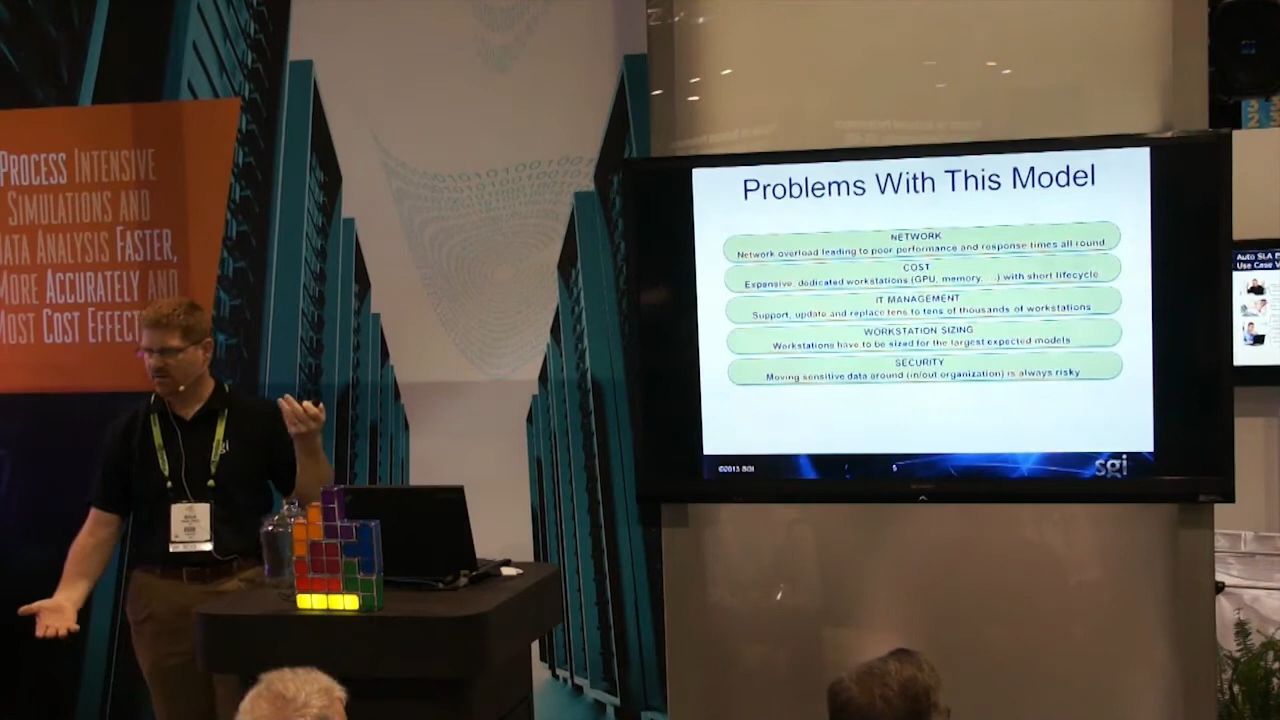 PROCESS INTENSIVE
SIMULATIONS AND
DATA ANALYSIS FASTER,
MORE ACCURATELY AND
MOST COST EFFECT
Problems With This Model
NETWORK
Network overload leading to poor performance and response times all round
COST
Expensive, dedicated workstations (GPU, memory, ...) with short lifecycle
IT MANAGEMENT
Support, update and replace tens to tens of thousands of workstations
WORKSTATION SIZING
Workstations have to be sized for the largest expected models
SECURITY
Moving sensitive data around (in/out organization) is always risky
©2013 SGI
sgi
Auto SLA
Use Case